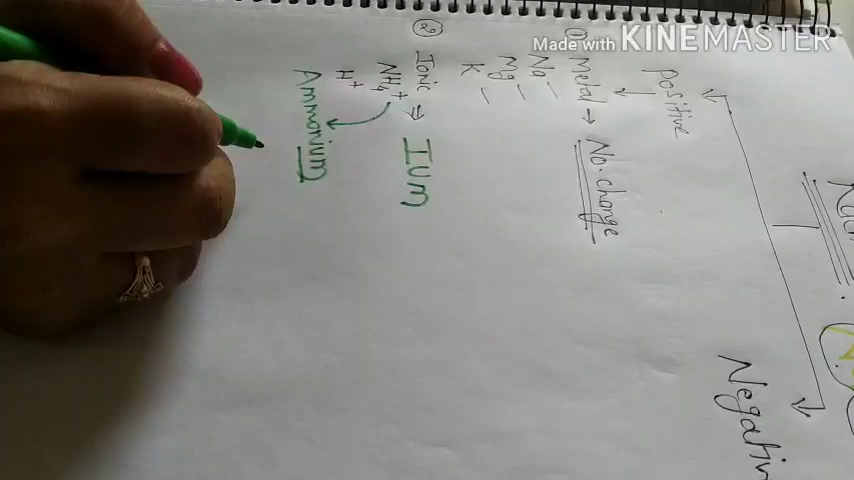 Made with KINEMASTER
Positive
Negativ
① Metal → No. change
Na –
Mg –
K –
② Ionic ⇒ Ium
NH4+
H+
Ammonium